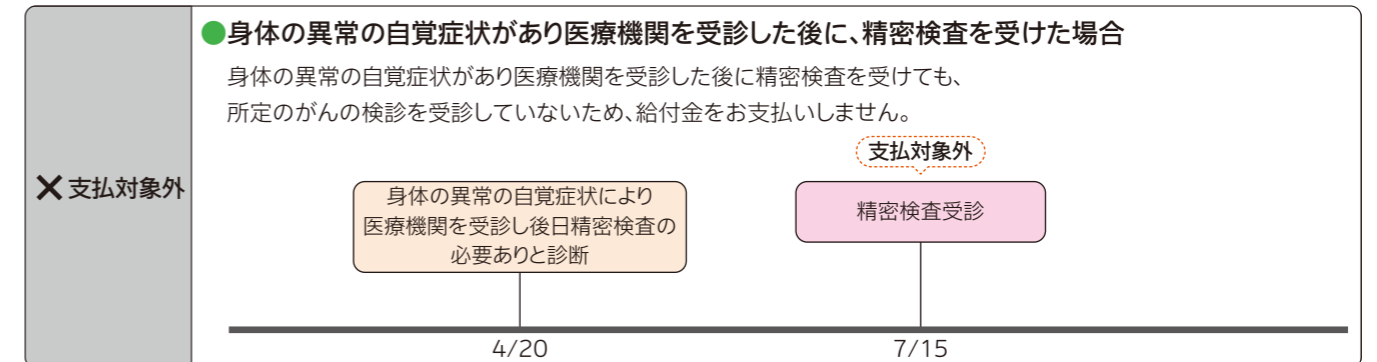 ●身体の異常の自覚症状があり医療機関を受診した後に、精密検査を受けた場合
身体の異常の自覚症状があり医療機関を受診した後に精密検査を受けても、
所定のがんの検診を受診していないため、給付金をお支払いしません。
✕支払対象外
支払対象外
身体の異常の自覚症状により
医療機関を受診し後日精密検査の
必要ありと診断
精密検査受診
4/20
7/15